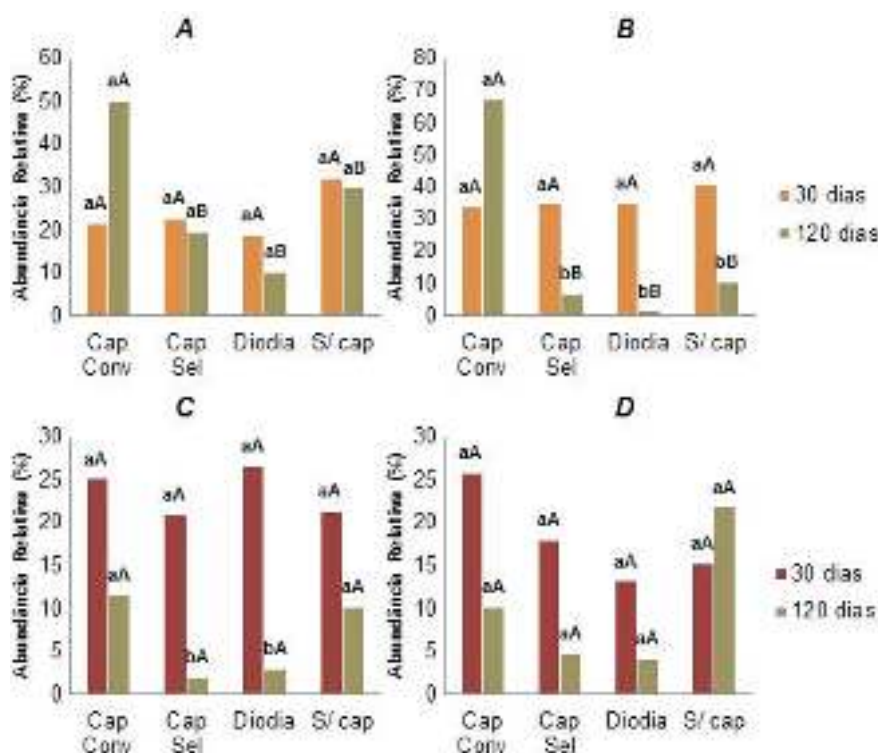 A
Abundância Relativa (%)
60
50
40
30
20
10
0
aA
aA
aA
aB
aA
aB
aA
aB
Cap Conv
Cap Sel
Diodia
S/ cap
B
Abundância Relativa (%)
80
70
60
50
40
30
20
10
0
aA
aA
aA
bB
aA
bB
aA
bB
Cap Conv
Cap Sel
Diodia
S/ cap
30 dias
120 dias
C
Abundância Relativa (%)
30
25
20
15
10
5
0
aA
aA
aA
bA
aA
bA
aA
aA
Cap Conv
Cap Sel
Diodia
S/ cap
D
Abundância Relativa (%)
30
25
20
15
10
5
0
aA
aA
aA
aA
aA
aA
aA
aA
Cap Conv
Cap Sel
Diodia
S/ cap
30 dias
120 dias